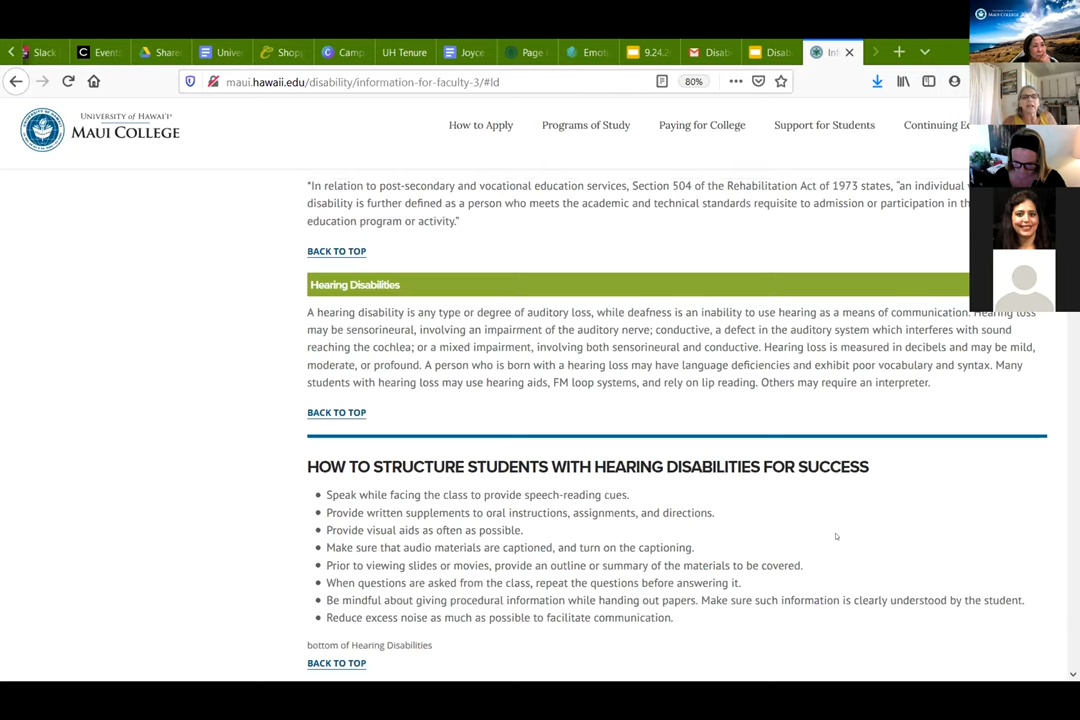 Slack
Event
Share
Univer
Shop
Camp
UH Tenure
Joyce
Page
Emoti
9.24.2
Disab
Disab
Inf
maui.hawaii.edu/disability/information-for-faculty-3/#ld
80%
UNIVERSITY OF HAWAI'I®
MAUI COLLEGE
How to Apply
Programs of Study
Paying for College
Support for Students
Continuing Ed
MAUI COLLEGE
*In relation to post-secondary and vocational education services, Section 504 of the Rehabilitation Act of 1973 states, “an individual
disability is further defined as a person who meets the academic and technical standards requisite to admission or participation in the
education program or activity.”
BACK TO TOP
Hearing Disabilities
A hearing disability is any type or degree of auditory loss, while deafness is an inability to use hearing as a means of communication. Hearing loss
may be sensorineural, involving an impairment of the auditory nerve; conductive, a defect in the auditory system which interferes with sound
reaching the cochlea; or a mixed impairment, involving both sensorineural and conductive. Hearing loss is measured in decibels and may be mild,
moderate, or profound. A person who is born with a hearing loss may have language deficiencies and exhibit poor vocabulary and syntax. Many
students with hearing loss may use hearing aids, FM loop systems, and rely on lip reading. Others may require an interpreter.
BACK TO TOP
HOW TO STRUCTURE STUDENTS WITH HEARING DISABILITIES FOR SUCCESS
Speak while facing the class to provide speech-reading cues.
Provide written supplements to oral instructions, assignments, and directions.
Provide visual aids as often as possible.
Make sure that audio materials are captioned, and turn on the captioning.
Prior to viewing slides or movies, provide an outline or summary of the materials to be covered.
When questions are asked from the class, repeat the questions before answering it.
Be mindful about giving procedural information while handing out papers. Make sure such information is clearly understood by the student.
Reduce excess noise as much as possible to facilitate communication.
bottom of Hearing Disabilities
BACK TO TOP